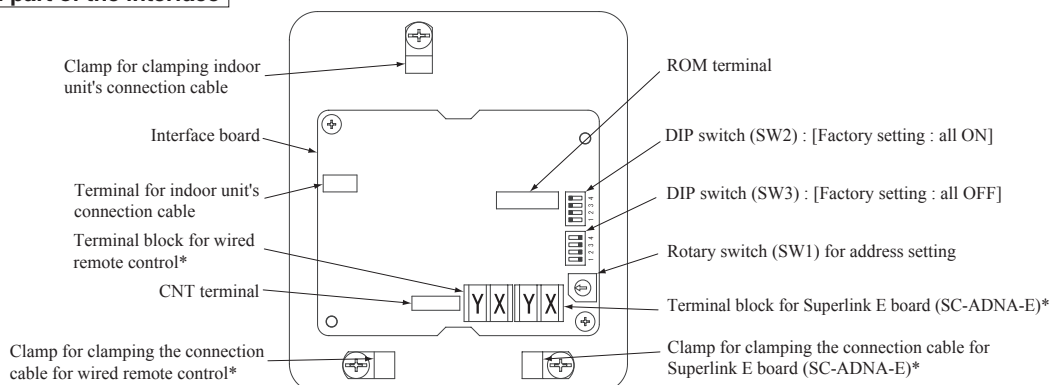 part of the interface
Clamp for clamping indoor
unit's connection cable
Interface board
Terminal for indoor unit's
connection cable
Terminal block for wired
remote control*
CNT terminal
Clamp for clamping the connection
cable for wired remote control*
ROM terminal
DIP switch (SW2) : [Factory setting : all ON]
DIP switch (SW3) : [Factory setting : all OFF]
Rotary switch (SW1) for address setting
Terminal block for Superlink E board (SC-ADNA-E)*
Clamp for clamping the connection cable for
Superlink E board (SC-ADNA-E)*
1 2 3 4
1 2 3 4
Y X Y X